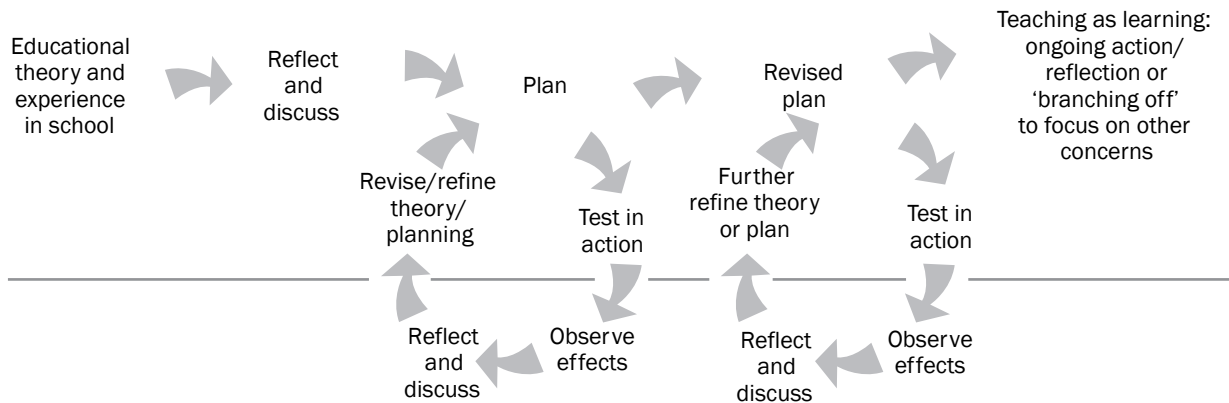 Educational
theory and
experience
in school
Reflect
and
discuss
Plan
Revised
plan
Teaching as learning:
ongoing action/
reflection or
‘branching off’
to focus on other
concerns
Revise/refine
theory/
planning
Test in
action
Further
refine theory
or plan
Test in
action
Reflect
and
discuss
Observe
effects
Reflect
and
discuss
Observe
effects